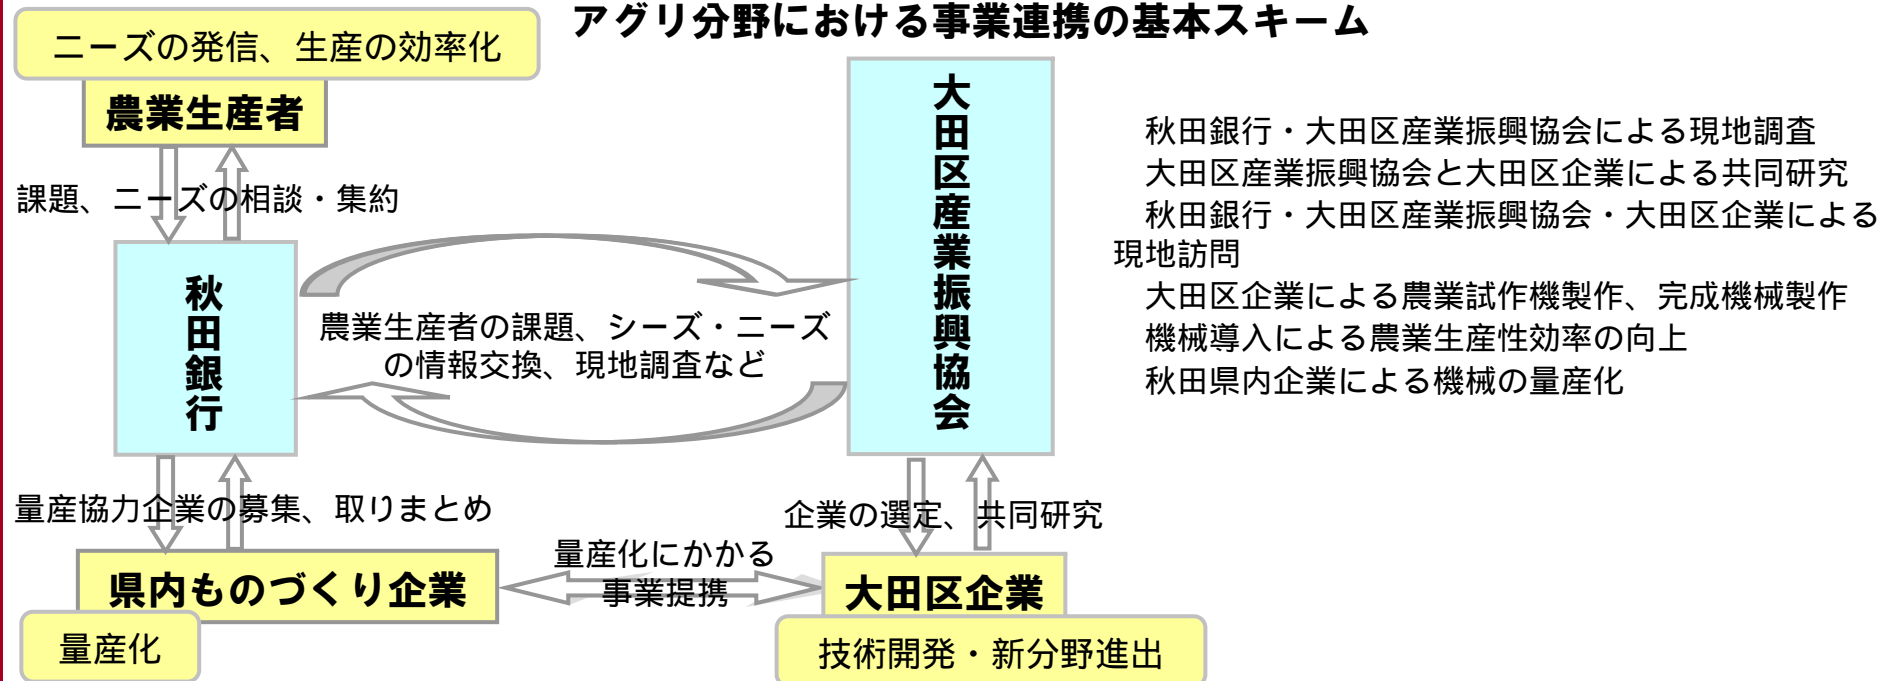 アグリ分野における事業連携の基本スキーム
ニーズの発信、生産の効率化
農業生産者
課題、ニーズの相談・集約
秋田銀行
農業生産者の課題、シーズ・ニーズ
の情報交換、現地調査など
大田区産業振興協会
量産協力企業の募集、取りまとめ
企業の選定、共同研究
県内ものづくり企業
量産化
量産化にかかる
事業提携
大田区企業
技術開発・新分野進出
秋田銀行・大田区産業振興協会による現地調査
大田区産業振興協会と大田区企業による共同研究
秋田銀行・大田区産業振興協会・大田区企業による
現地訪問
大田区企業による農業試作機製作、完成機械製作
機械導入による農業生産性効率の向上
秋田県内企業による機械の量産化